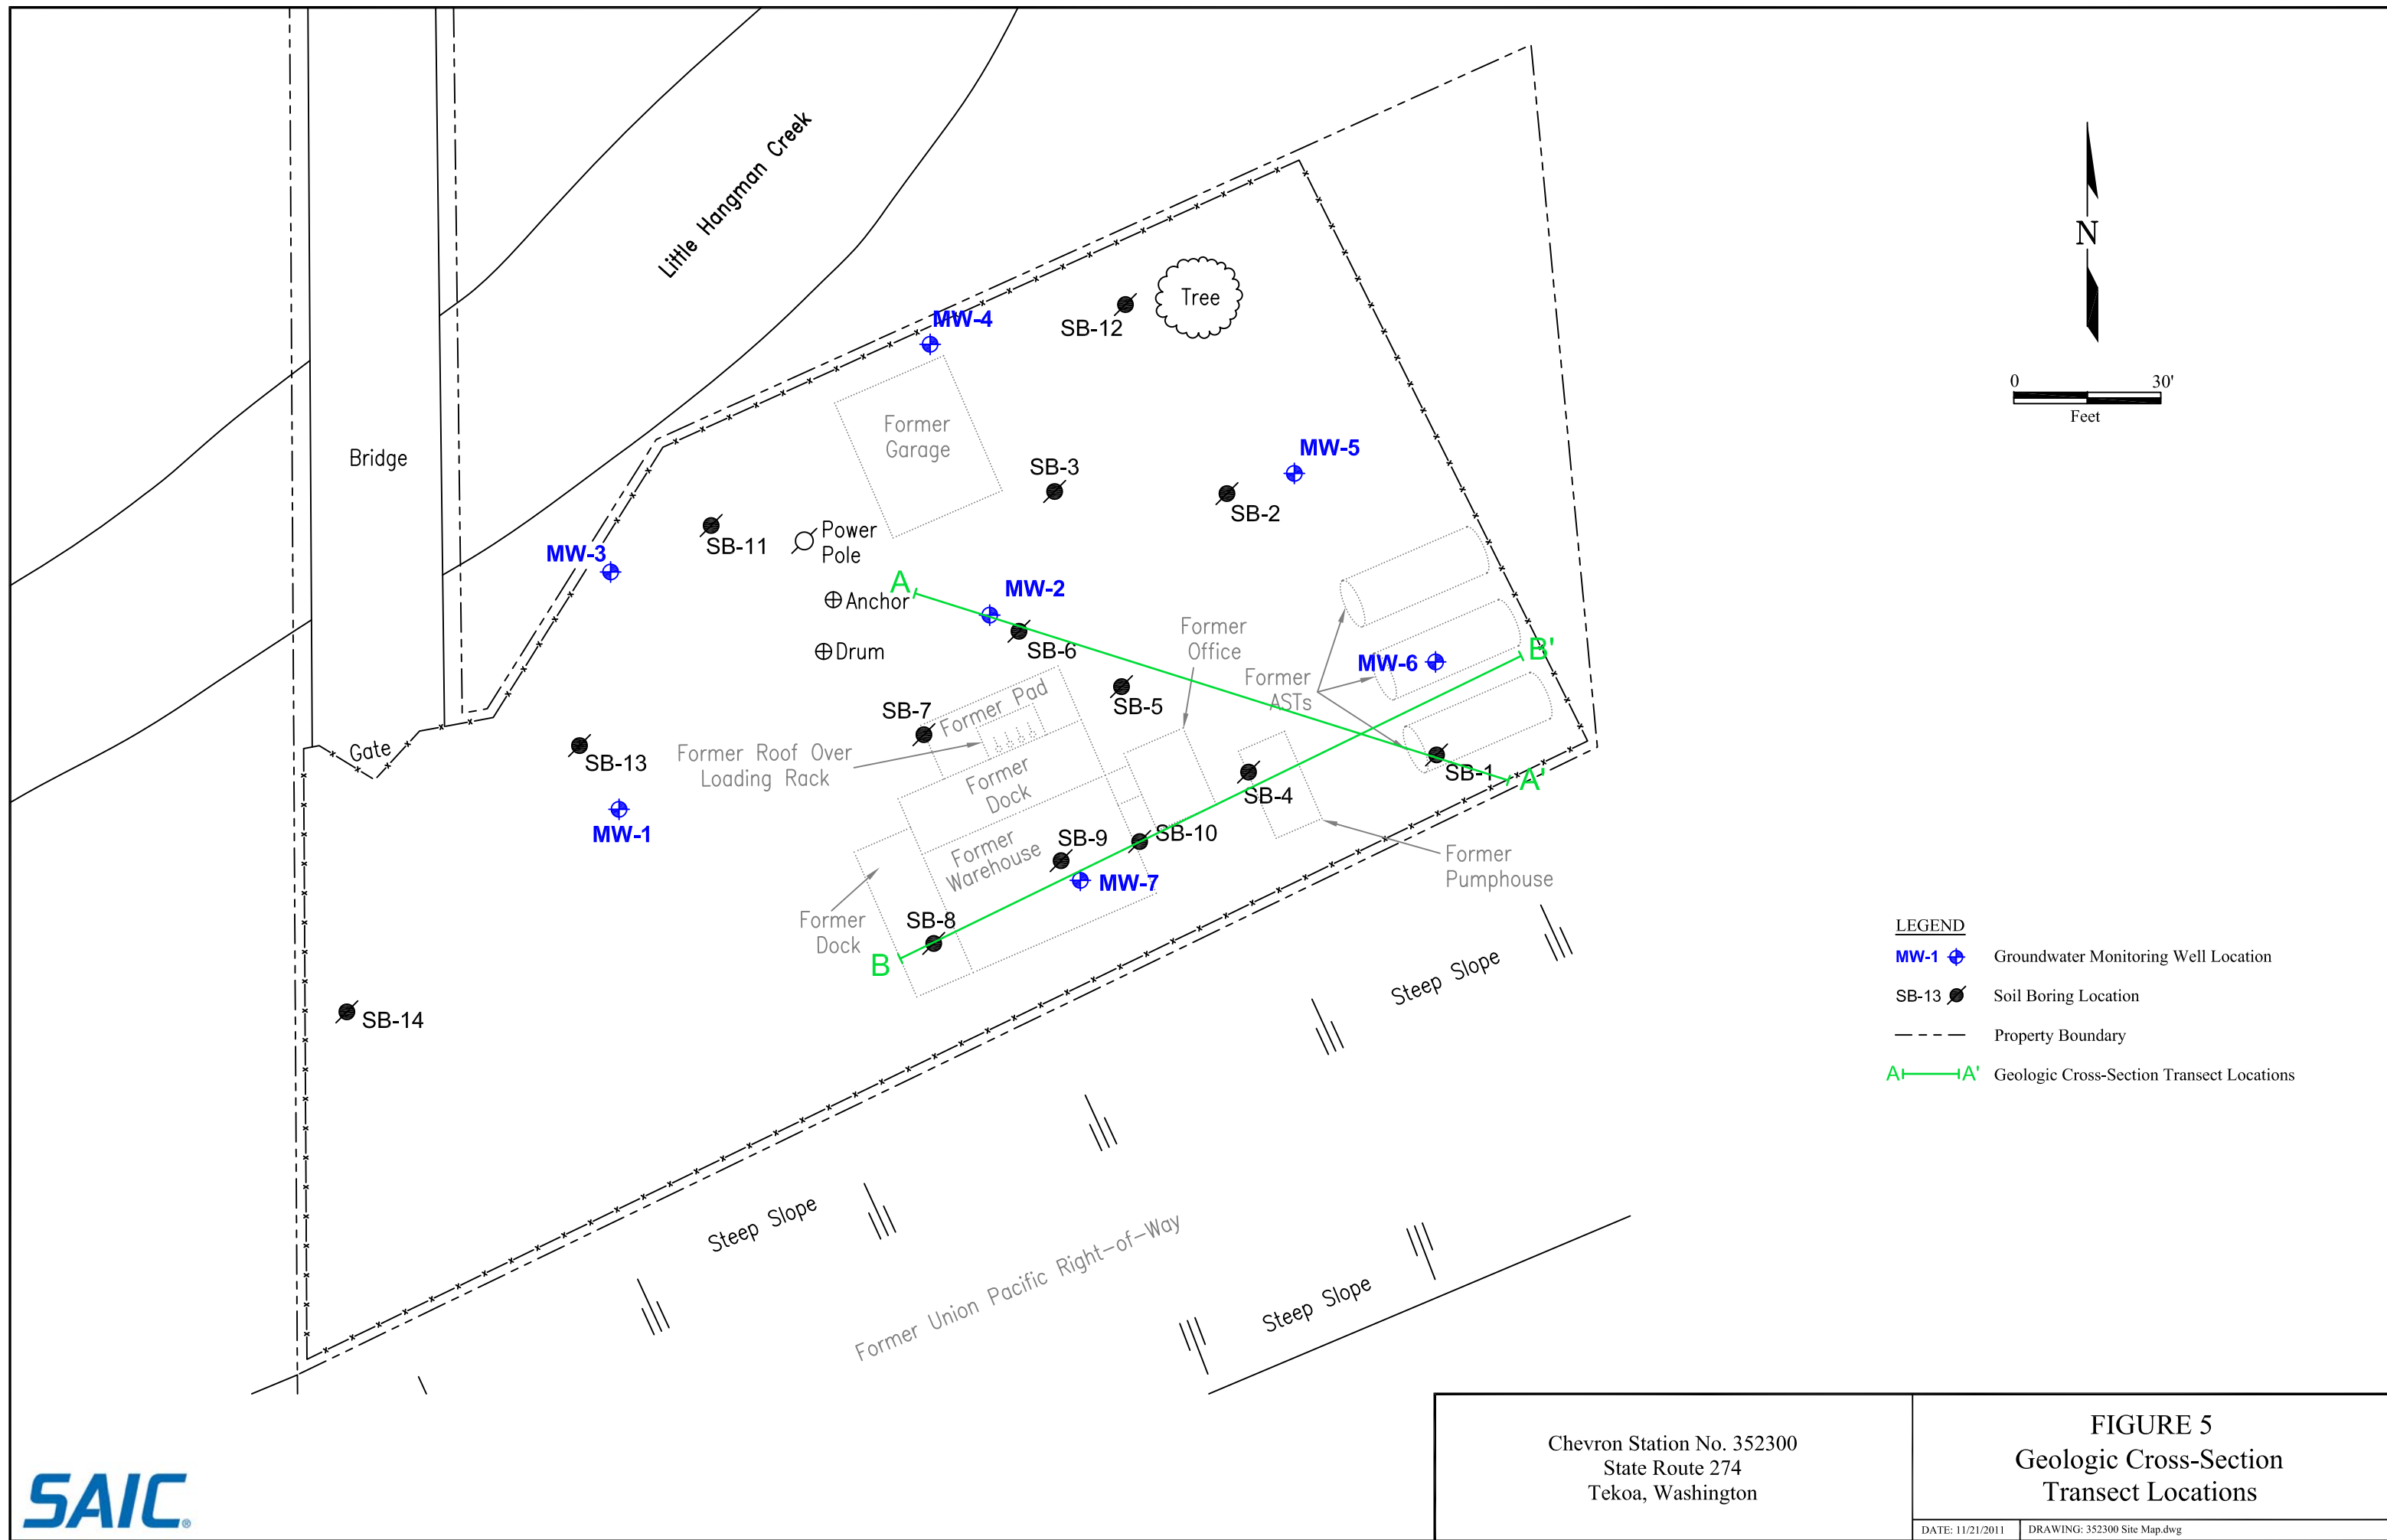 Little Hangman Creek
Bridge
Gate
MW-4
SB-12
Tree
N
0 30'
Feet
Former
Garage
SB-3
MW-5
SB-2
SB-11
Power
Pole
MW-3
A
Anchor
MW-2
SB-6
Drum
Former
Office
MW-6
B'
Former
ASTs
SB-5
SB-7
Former Pad
Former Roof Over
Loading Rack
SB-13
Former
Dock
SB-1
A'
SB-4
MW-1
SB-9
SB-10
Former
Warehouse
MW-7
Former
Pumphouse
Former
Dock
SB-8
B
SB-14
Steep Slope
Steep Slope
Former Union Pacific Right-of-Way
Steep Slope
LEGEND
MW-1 Groundwater Monitoring Well Location
SB-13 Soil Boring Location
Property Boundary
A A' Geologic Cross-Section Transect Locations
SAIC®
Chevron Station No. 352300
State Route 274
Tekoa, Washington
FIGURE 5
Geologic Cross-Section
Transect Locations
DATE: 11/21/2011 DRAWING: 352300 Site Map.dwg